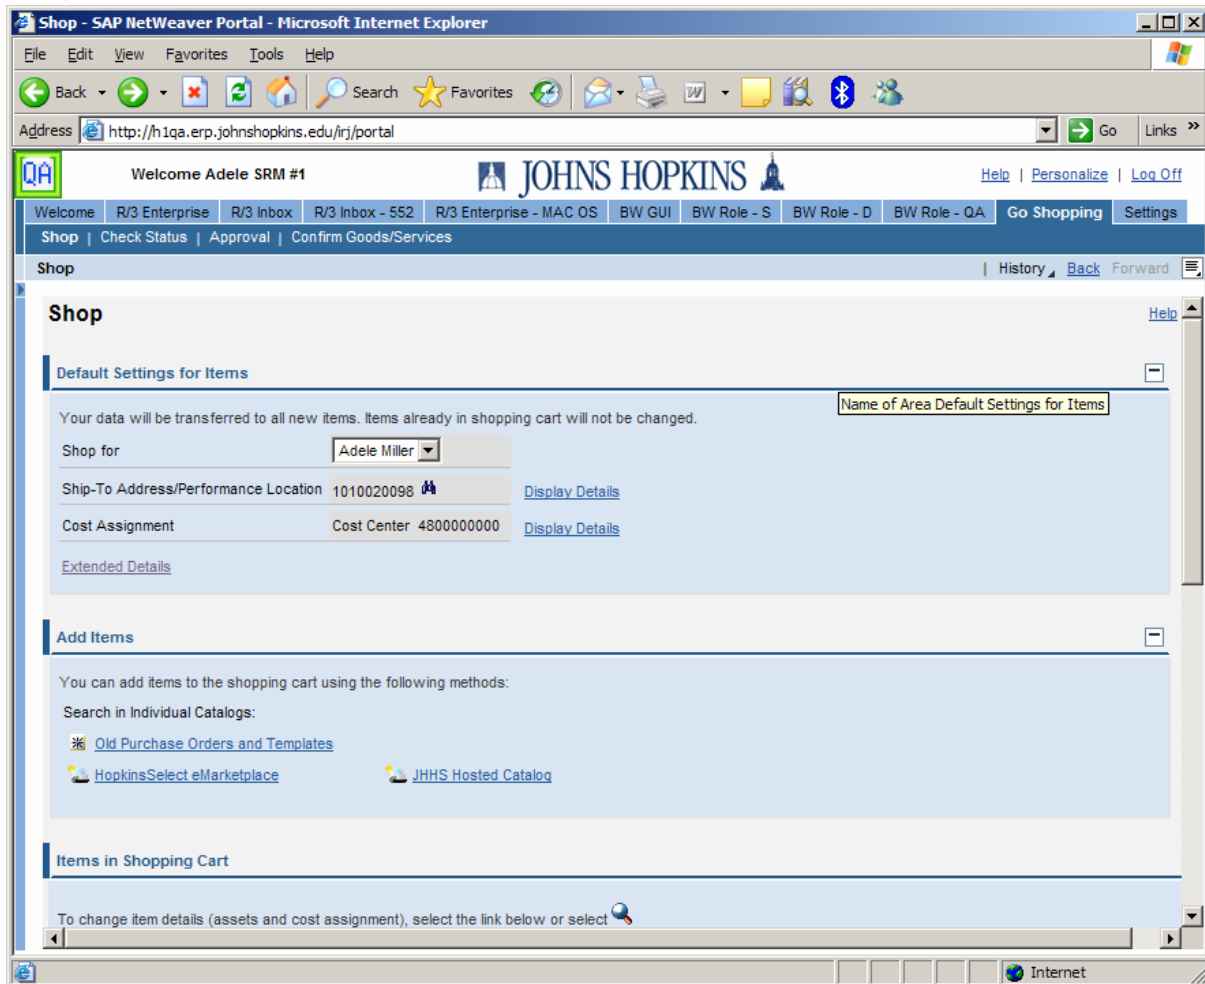 Shop - SAP NetWeaver Portal - Microsoft Internet Explorer
File Edit View Favorites Tools Help
Back Search Favorites
Address http://h1qa.erp.johnshopkins.edu/irj/portal Go Links »
QA Welcome Adele SRM #1 JOHNS HOPKINS Help | Personalize | Log Off
Welcome R/3 Enterprise R/3 Inbox R/3 Inbox - 552 R/3 Enterprise - MAC OS BW GUI BW Role - S BW Role - D BW Role - QA Go Shopping Settings
Shop | Check Status | Approval | Confirm Goods/Services
Shop | History Back Forward
Shop Help
Default Settings for Items
Name of Area Default Settings for Items
Your data will be transferred to all new items. Items already in shopping cart will not be changed.
Shop for Adele Miller
Ship-To Address/Performance Location 1010020098 Display Details
Cost Assignment Cost Center 4800000000 Display Details
Extended Details
Add Items
You can add items to the shopping cart using the following methods:
Search in Individual Catalogs:
Old Purchase Orders and Templates
HopkinsSelect eMarketplace JHHS Hosted Catalog
Items in Shopping Cart
To change item details (assets and cost assignment), select the link below or select
Internet